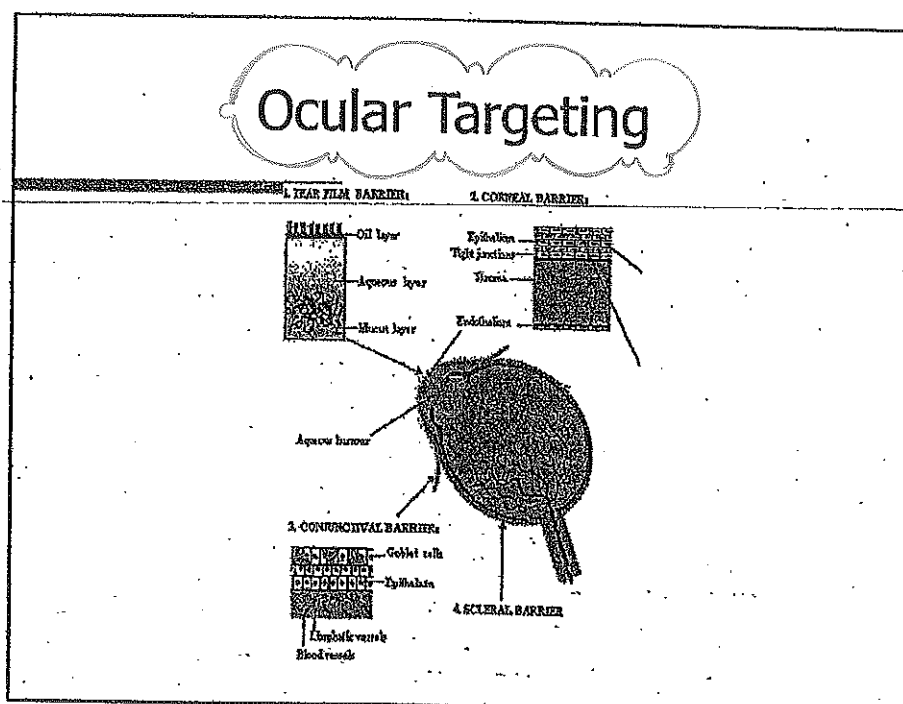 Ocular Targeting
1. TEAR FILM BARRIER:
2. CORNEAL BARRIER:
Oil layer
Aqueous layer
Mucus layer
Epithelium
Tight junctions
Stroma
Endothelium
Aqueous humour
3. CONJUNCTIVAL BARRIER:
Goblet cells
Epithelium
Lymphatic vessels
Blood vessels
4. SCLERAL BARRIER